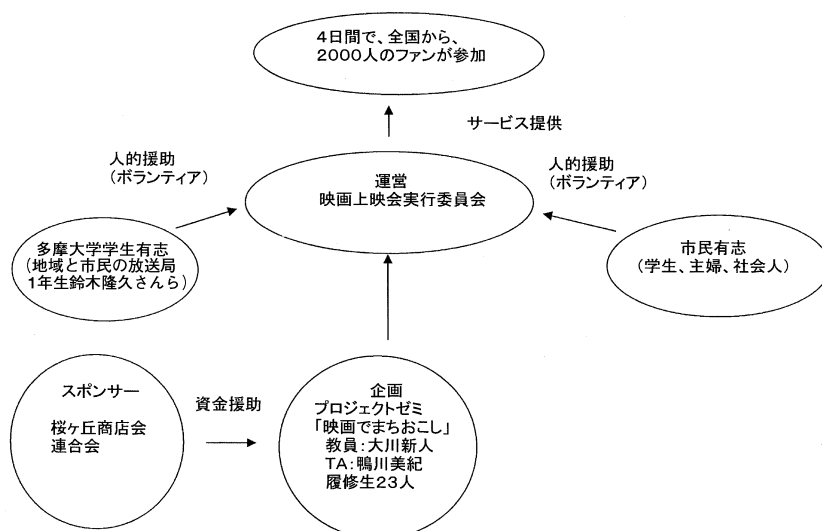 4日間で、全国から、
2000人のファンが参加
サービス提供
人的援助
(ボランティア)
運営
映画上映会実行委員会
人的援助
(ボランティア)
多摩大学学生有志
(地域と市民の放送局
1年生鈴木隆久さんら)
市民有志
(学生、主婦、社会人)
スポンサー
桜ヶ丘商店会
連合会
資金援助
企画
プロジェクトゼミ
「映画でまちおこし」
教員:大川新人
TA:鴨川美紀
履修生23人